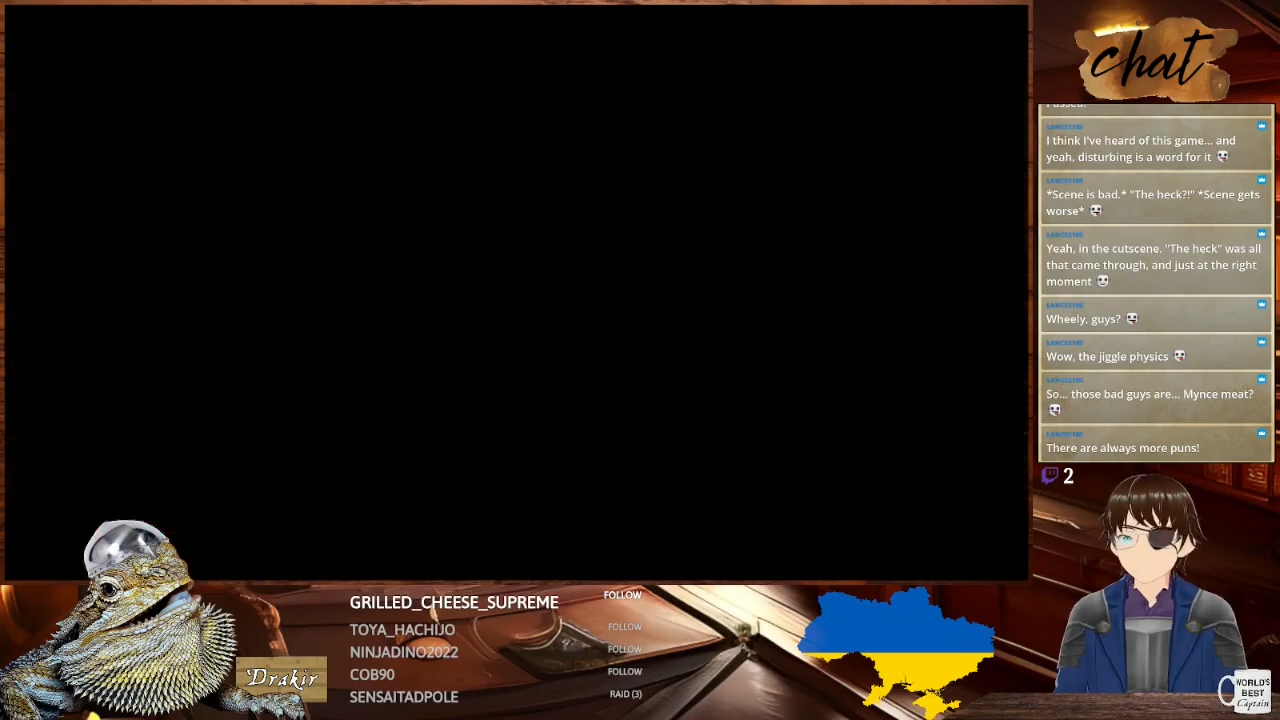 chat
I think I've heard of this game... and
yeah, disturbing is a word for it
*Scene is bad.* "The heck?!" *Scene gets
worse*
Yeah, in the cutscene. "The heck" was all
that came through, and just at the right
moment
Wheely, guys?
Wow, the jiggle physics
So... those bad guys are... Mynce meat?
There are always more puns!
2
GRILLED_CHEESE_SUPREME FOLLOW
TOYA_HACHIJO FOLLOW
NINJADINO2022 FOLLOW
COB90 FOLLOW
SENSAITADPOLE RAID (3)
Drakir
WORLD'S
BEST
Captain